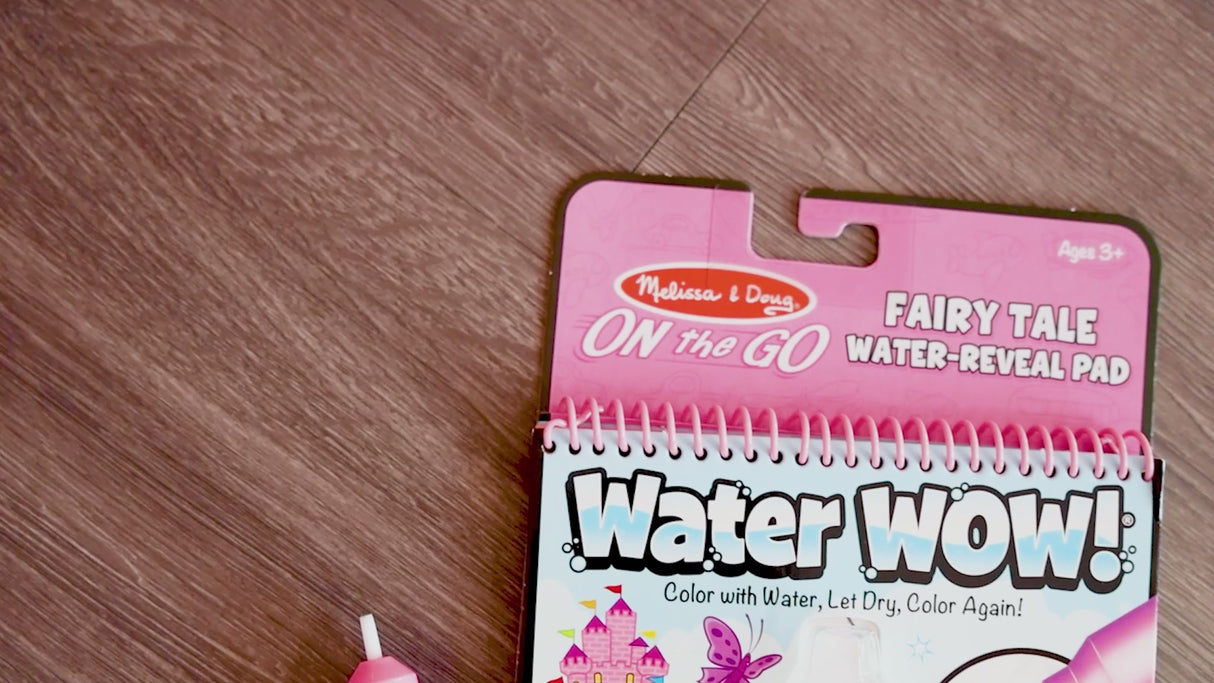 Ages 3+
Melissa & Doug®
ON the GO
FAIRY TALE
WATER-REVEAL PAD
Water WOW!®
Color with Water, Let Dry, Color Again!